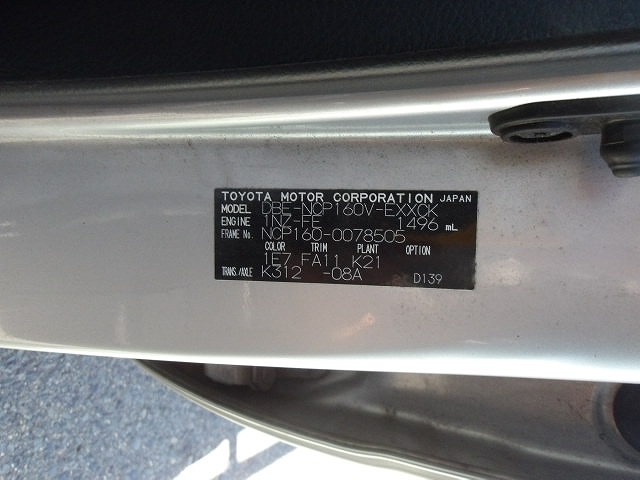 TOYOTA MOTOR CORPORATION JAPAN
MODEL DBE-NCP160V-EXXCK
ENGINE 1NZ-FE 1496 mL
FRAME No. NCP160-0078505
COLOR TRIM PLANT OPTION
1E7 FA11 K21
TRANS./AXLE K312 -08A D139